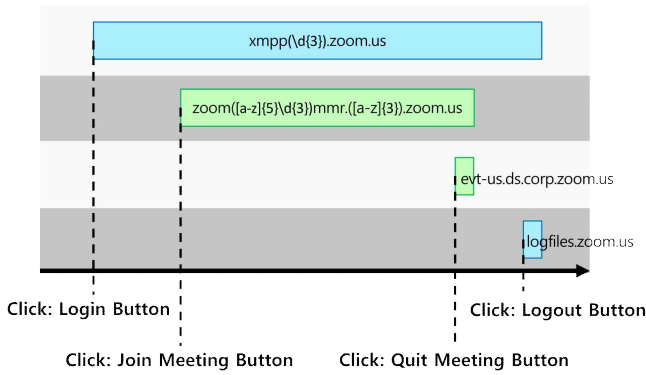 xmpp(\d{3}).zoom.us
zoom([a-z]{5}\d{3})mmr.([a-z]{3}).zoom.us
evt-us.ds.corp.zoom.us
logfiles.zoom.us
Click: Login Button
Click: Logout Button
Click: Join Meeting Button
Click: Quit Meeting Button